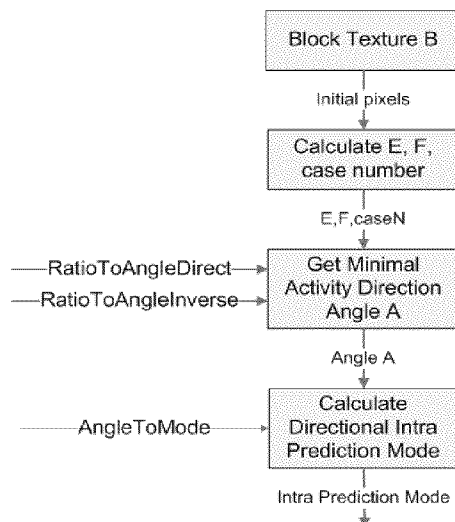 Block Texture B
Initial pixels
Calculate E, F,
case number
E,F,caseN
RatioToAngleDirect
RatioToAngleInverse
Get Minimal
Activity Direction
Angle A
Angle A
AngleToMode
Calculate
Directional Intra
Prediction Mode
Intra Prediction Mode